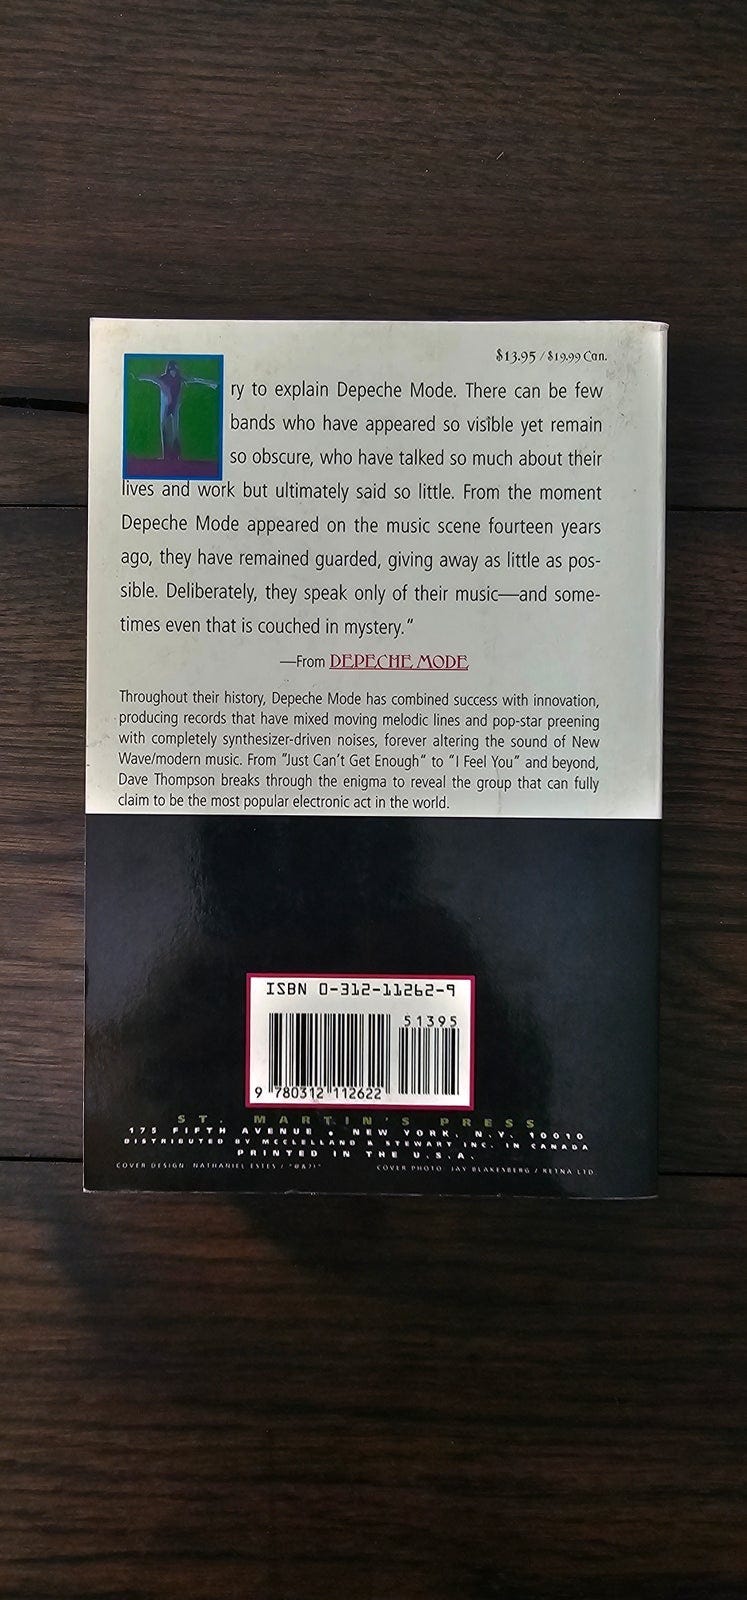 $13.95 / $19.99 Can.
ry to explain Depeche Mode. There can be few
bands who have appeared so visible yet remain
so obscure, who have talked so much about their
lives and work but ultimately said so little. From the moment
Depeche Mode appeared on the music scene fourteen years
ago, they have remained guarded, giving away as little as pos-
sible. Deliberately, they speak only of their music—and some-
times even that is couched in mystery."
—From DEPECHE MODE
Throughout their history, Depeche Mode has combined success with innovation,
producing records that have mixed moving melodic lines and pop-star preening
with completely synthesizer-driven noises, forever altering the sound of New
Wave/modern music. From "Just Can't Get Enough" to "I Feel You" and beyond,
Dave Thompson breaks through the enigma to reveal the group that can fully
claim to be the most popular electronic act in the world.
ISBN 0-312-11262-9
51395
9 780312 112622
ST. MARTIN'S PRESS
175 FIFTH AVENUE • NEW YORK, N.Y. 10010
DISTRIBUTED BY MCCLELLAND & STEWART INC. IN CANADA
PRINTED IN THE U.S.A.
COVER DESIGN: NATHANIEL ESTES / "@&?!"
COVER PHOTO: JAY BLAKESBERG / RETNA LTD.